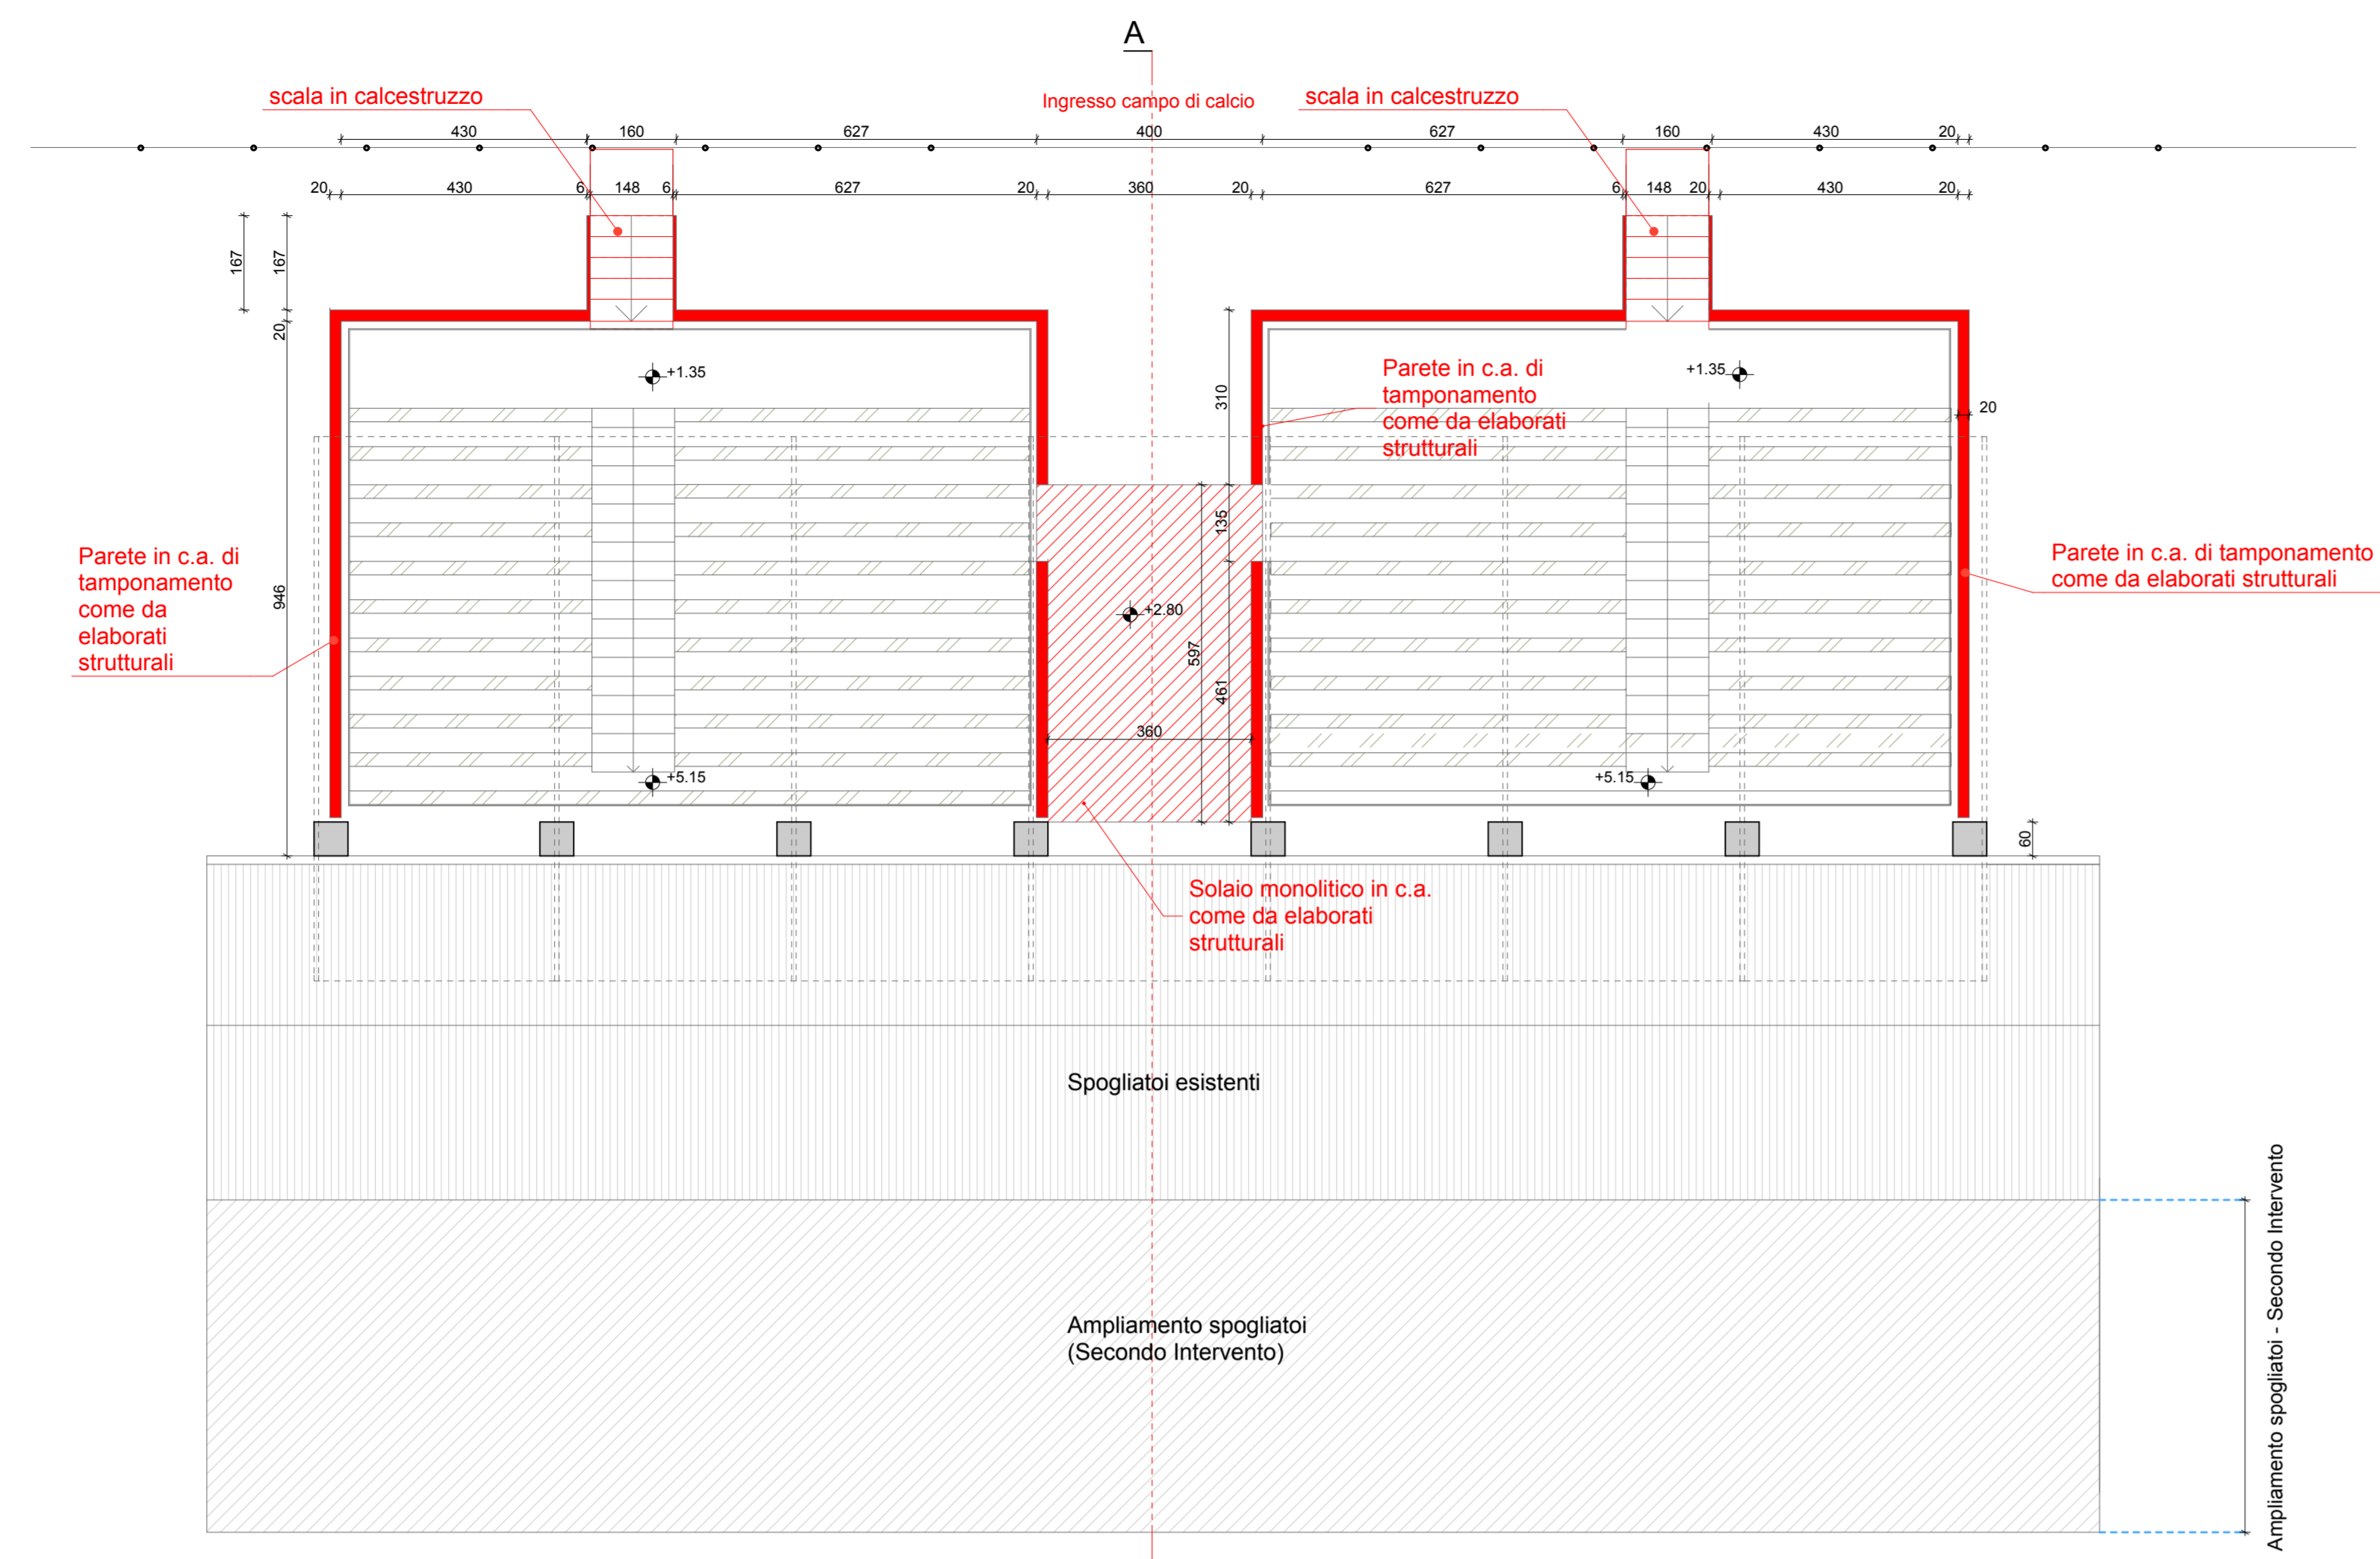 A
scala in calcestruzzo
Ingresso campo di calcio
scala in calcestruzzo
430 160 627 400 627 160 430 20
20 430 6 148 6 627 20 360 20 627 6 148 20 430 20
167
167
20
946
+1.35
Parete in c.a. di
tamponamento
come da elaborati
strutturali
+1.35
20
310
135
597
461
+2.80
360
Parete in c.a. di
tamponamento
come da
elaborati
strutturali
Parete in c.a. di tamponamento
come da elaborati strutturali
+5.15
+5.15
60
Solaio monolitico in c.a.
come da elaborati
strutturali
Spogliatoi esistenti
Ampliamento spogliatoi
(Secondo Intervento)
Ampliamento spogliatoi - Secondo Intervento